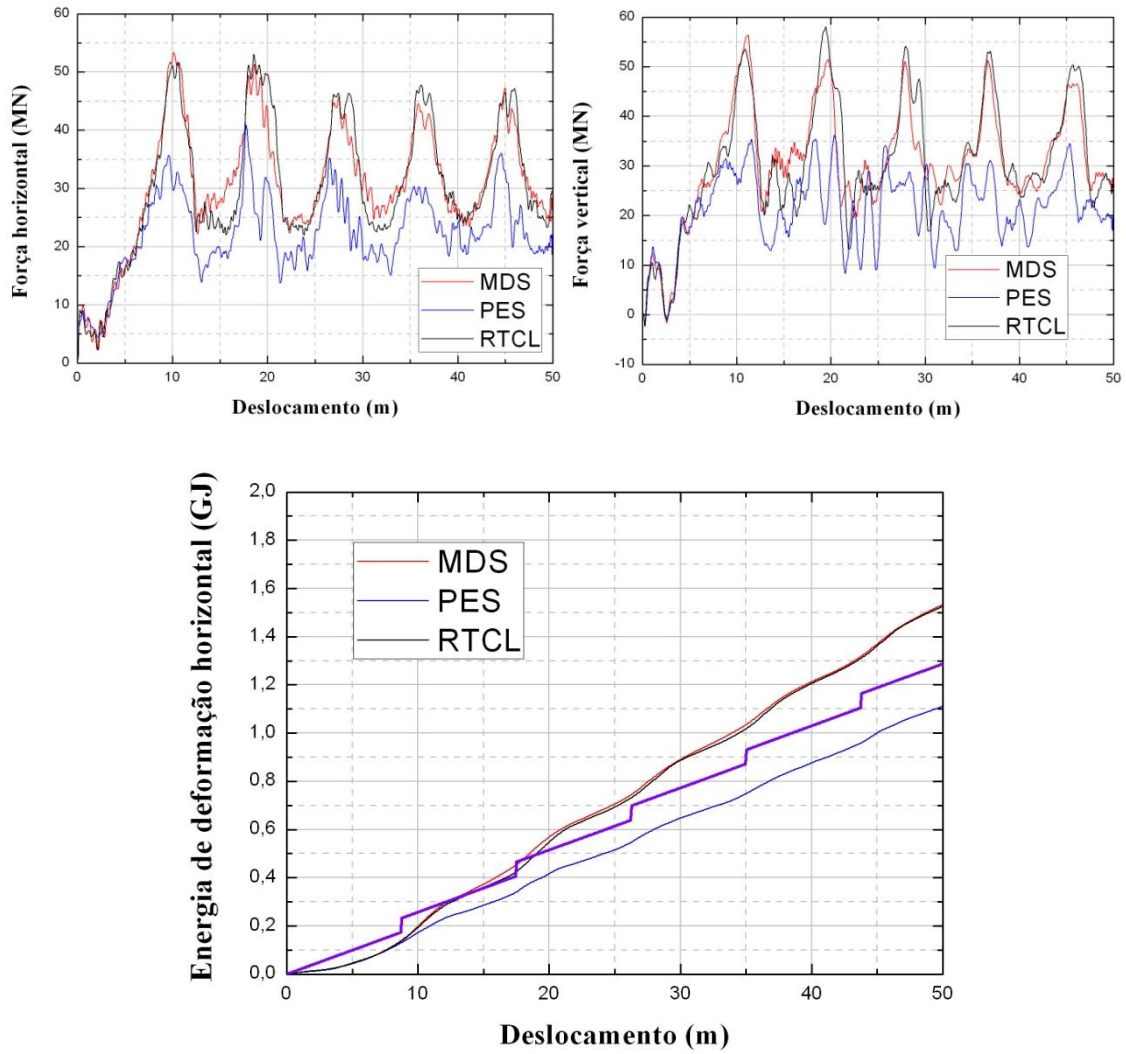 Força horizontal (MN)
60
50
40
30
20
10
0
MDS
PES
RTCL
0 10 20 30 40 50
Deslocamento (m)
Força vertical (MN)
60
50
40
30
20
10
0
-10
MDS
PES
RTCL
0 10 20 30 40 50
Deslocamento (m)
Energia de deformação horizontal (GJ)
2,0
1,8
1,6
1,4
1,2
1,0
0,8
0,6
0,4
0,2
0,0
MDS
PES
RTCL
0 10 20 30 40 50
Deslocamento (m)